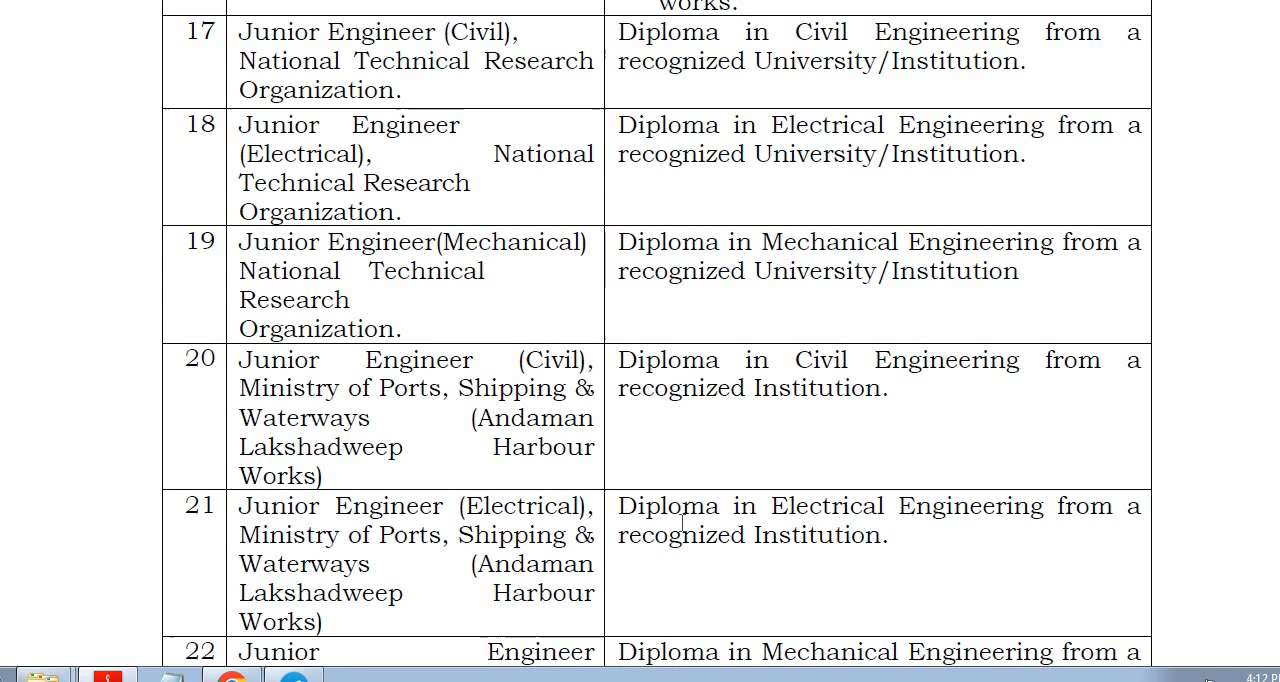 works.
17 Junior Engineer (Civil), Diploma in Civil Engineering from a
National Technical Research recognized University/Institution.
Organization.
18 Junior Engineer Diploma in Electrical Engineering from a
(Electrical), National recognized University/Institution.
Technical Research
Organization.
19 Junior Engineer(Mechanical) Diploma in Mechanical Engineering from a
National Technical recognized University/Institution
Research
Organization.
20 Junior Engineer (Civil), Diploma in Civil Engineering from a
Ministry of Ports, Shipping & recognized Institution.
Waterways (Andaman
Lakshadweep Harbour
Works)
21 Junior Engineer (Electrical), Diploma in Electrical Engineering from a
Ministry of Ports, Shipping & recognized Institution.
Waterways (Andaman
Lakshadweep Harbour
Works)
22 Junior Engineer Diploma in Mechanical Engineering from a
4:12 P